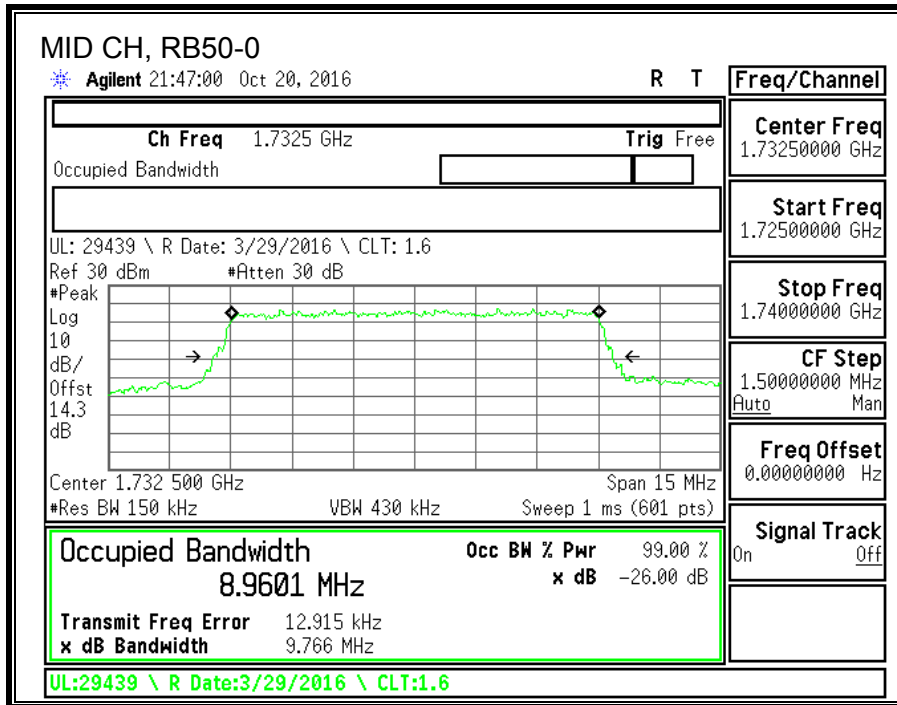 MID CH, RB50-0
Agilent 21:47:00 Oct 20, 2016 R T
Ch Freq 1.7325 GHz Trig Free
Occupied Bandwidth
UL: 29439 \ R Date: 3/29/2016 \ CLT: 1.6
Ref 30 dBm #Atten 30 dB
#Peak
Log
10
dB/
Offst
14.3
dB
Center 1.732 500 GHz Span 15 MHz
#Res BW 150 kHz VBW 430 kHz Sweep 1 ms (601 pts)
Occupied Bandwidth Occ BW % Pwr 99.00 %
8.9601 MHz x dB -26.00 dB
Transmit Freq Error 12.915 kHz
x dB Bandwidth 9.766 MHz
UL:29439 \ R Date:3/29/2016 \ CLT:1.6
Freq/Channel
Center Freq
1.73250000 GHz
Start Freq
1.72500000 GHz
Stop Freq
1.74000000 GHz
CF Step
1.50000000 MHz
Auto Man
Freq Offset
0.00000000 Hz
Signal Track
On Off